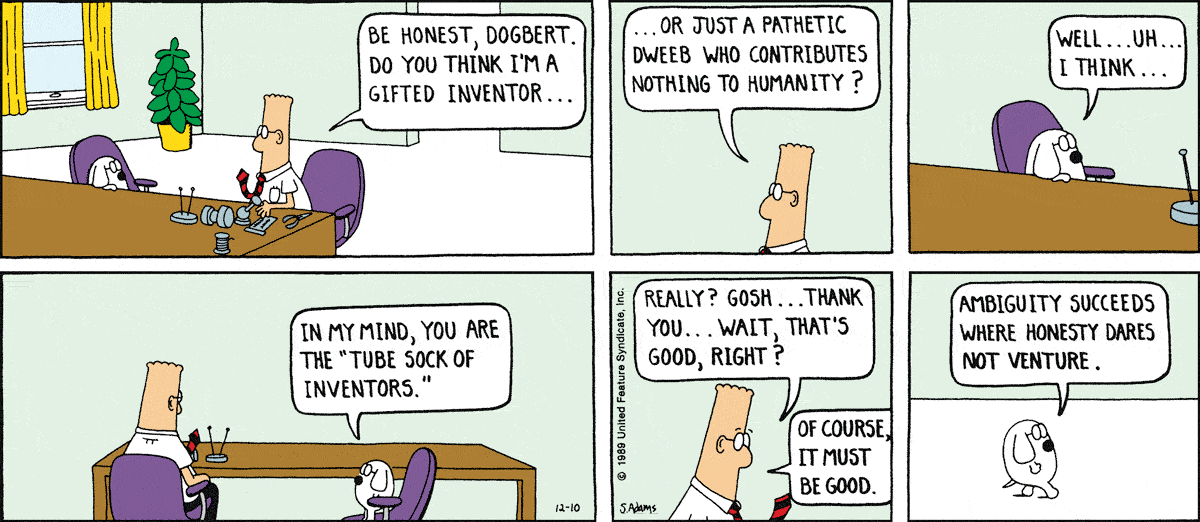 BE HONEST, DOGBERT.
DO YOU THINK I'M A
GIFTED INVENTOR...
...OR JUST A PATHETIC
DWEEB WHO CONTRIBUTES
NOTHING TO HUMANITY?
WELL...UH...
I THINK...
IN MY MIND, YOU ARE
THE "TUBE SOCK OF
INVENTORS."
12-10
© 1989 United Feature Syndicate, Inc.
REALLY? GOSH...THANK
YOU...WAIT, THAT'S
GOOD, RIGHT?
OF COURSE,
IT MUST
BE GOOD.
S.Adams
AMBIGUITY SUCCEEDS
WHERE HONESTY DARES
NOT VENTURE.